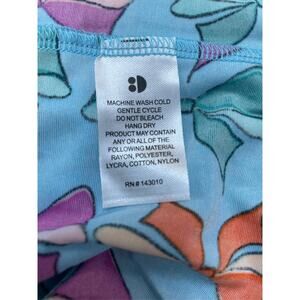 MACHINE WASH COLD
GENTLE CYCLE
DO NOT BLEACH
HANG DRY
PRODUCT MAY CONTAIN
ANY OR ALL OF THE
FOLLOWING MATERIAL
RAYON, POLYESTER,
LYCRA, COTTON, NYLON
RN # 143010